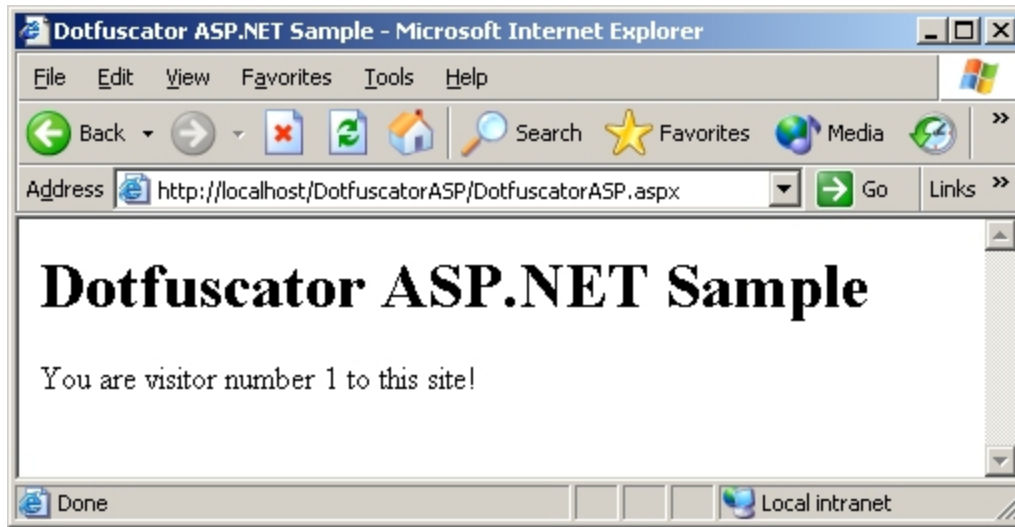 Dotfuscator ASP.NET Sample - Microsoft Internet Explorer
File Edit View Favorites Tools Help
Back Search Favorites Media »
Address http://localhost/DotfuscatorASP/DotfuscatorASP.aspx Go Links »
Dotfuscator ASP.NET Sample
You are visitor number 1 to this site!
Done Local intranet